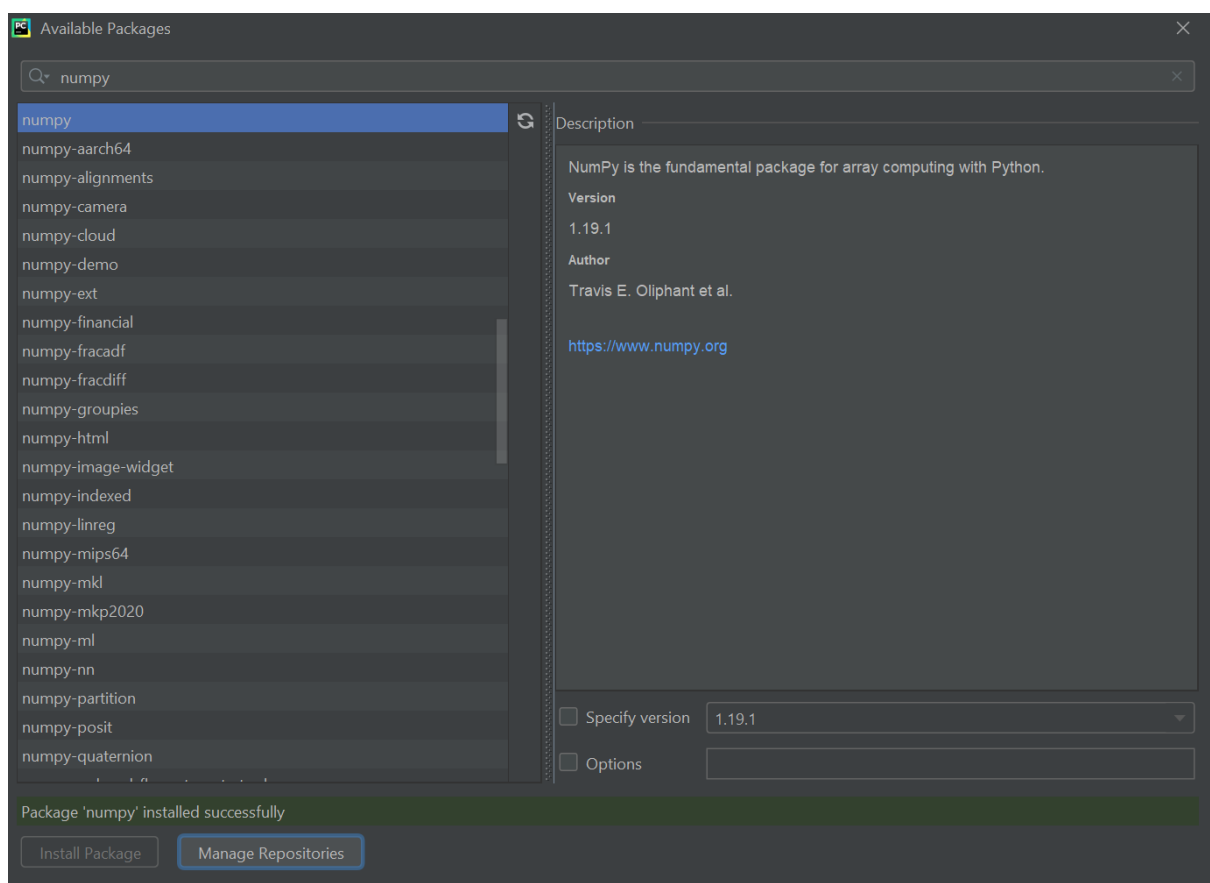 PC
Available Packages
numpy
numpy
numpy-aarch64
numpy-alignments
numpy-camera
numpy-cloud
numpy-demo
numpy-ext
numpy-financial
numpy-fracadf
numpy-fracdiff
numpy-groupies
numpy-html
numpy-image-widget
numpy-indexed
numpy-linreg
numpy-mips64
numpy-mkl
numpy-mkp2020
numpy-ml
numpy-nn
numpy-partition
numpy-posit
numpy-quaternion
Description
NumPy is the fundamental package for array computing with Python.
Version
1.19.1
Author
Travis E. Oliphant et al.
https://www.numpy.org
Specify version 1.19.1
Options
Package 'numpy' installed successfully
Install Package Manage Repositories